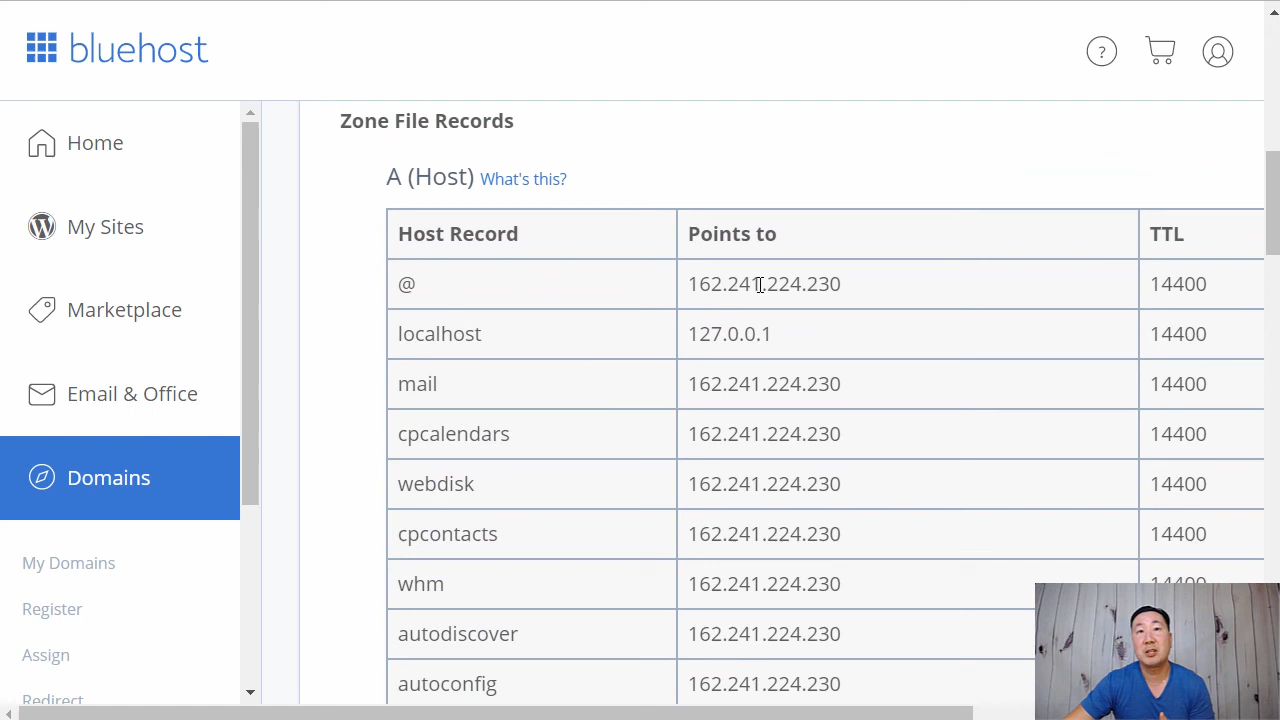 bluehost
?
Home
My Sites
Marketplace
Email & Office
Domains
My Domains
Register
Assign
Redirect
Zone File Records
A (Host) What's this?
Host Record Points to TTL
@ 162.241.224.230 14400
localhost 127.0.0.1 14400
mail 162.241.224.230 14400
cpcalendars 162.241.224.230 14400
webdisk 162.241.224.230 14400
cpcontacts 162.241.224.230 14400
whm 162.241.224.230 14400
autodiscover 162.241.224.230
autoconfig 162.241.224.230